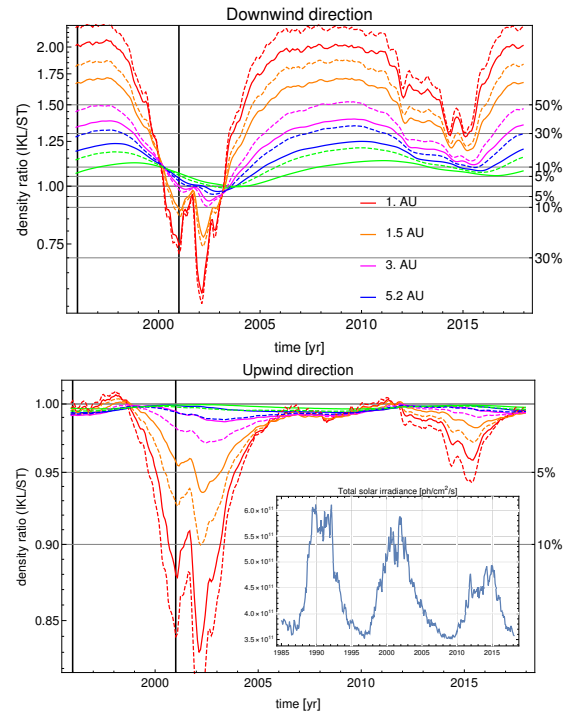 Downwind direction
density ratio (IKL/ST)
2.00
1.75
1.50
1.25
1.00
0.75
50%
30%
10%
5%
5%
10%
30%
1. AU
1.5 AU
3. AU
5.2 AU
2000 2005 2010 2015
time [yr]
Upwind direction
density ratio (IKL/ST)
1.00
0.95
0.90
0.85
5%
10%
Total solar irradiance [ph/cm^2/s]
6.0×10¹¹
5.5×10¹¹
5.0×10¹¹
4.5×10¹¹
4.0×10¹¹
3.5×10¹¹
1985 1990 1995 2000 2005 2010 2015
2000 2005 2010 2015
time [yr]